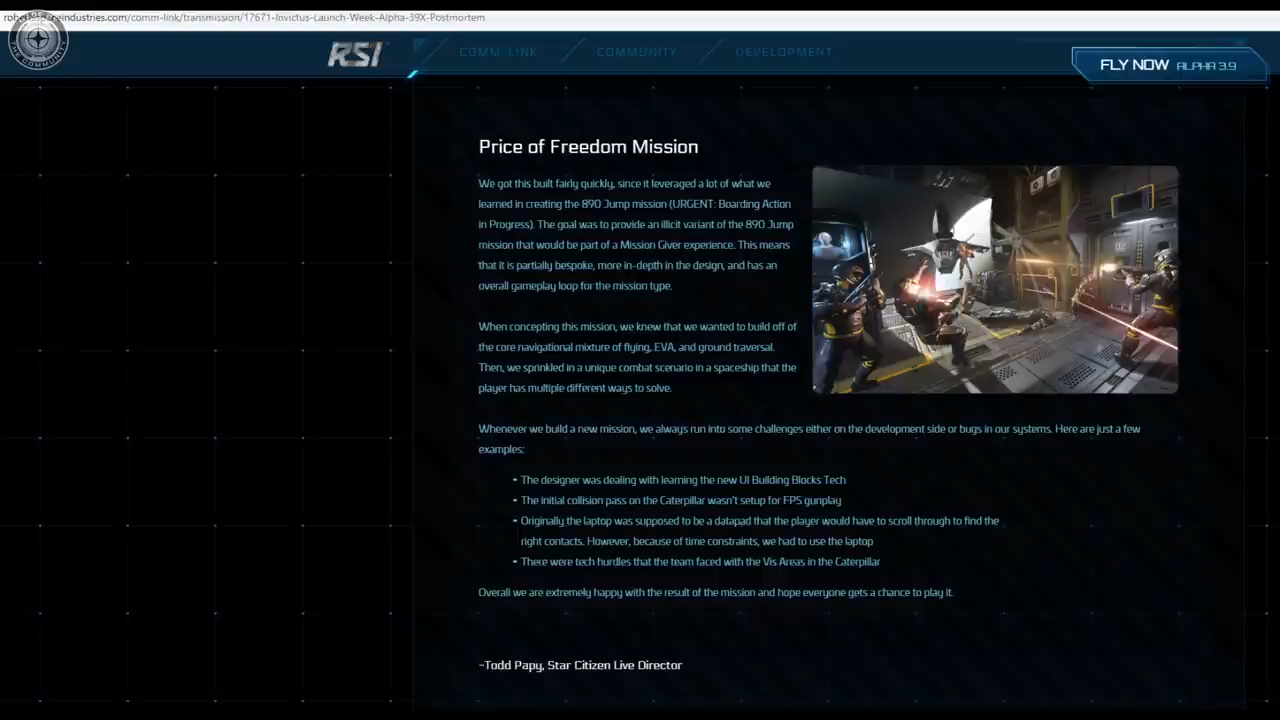 industries.com/comm-link/transmission/17671-Invictus-Launch-Week-Alpha-39X-Postmortem
RSI
COMM-LINK
COMMUNITY
DEVELOPMENT
FLY NOW ALPHA 3.9
Price of Freedom Mission
We got this built fairly quickly, since it leveraged a lot of what we
learned in creating the 890 Jump mission (URGENT: Boarding Action
in Progress). The goal was to provide an illicit variant of the 890 Jump
mission that would be part of a Mission Giver experience. This means
that it is partially bespoke, more in-depth in the design, and has an
overall gameplay loop for the mission type.
When concepting this mission, we knew that we wanted to build off of
the core navigational mixture of flying, EVA, and ground traversal.
Then, we sprinkled in a unique combat scenario in a spaceship that the
player has multiple different ways to solve.
Whenever we build a new mission, we always run into some challenges either on the development side or bugs in our systems. Here are just a few
examples:
- The designer was dealing with learning the new UI Building Blocks Tech
- The initial collision pass on the Caterpillar wasn't setup for FPS gunplay
- Originally the laptop was supposed to be a datapad that the player would have to scroll through to find the
right contacts. However, because of time constraints, we had to use the laptop
- There were tech hurdles that the team faced with the Vis Areas in the Caterpillar
Overall we are extremely happy with the result of the mission and hope everyone gets a chance to play it.
-Todd Papy, Star Citizen Live Director